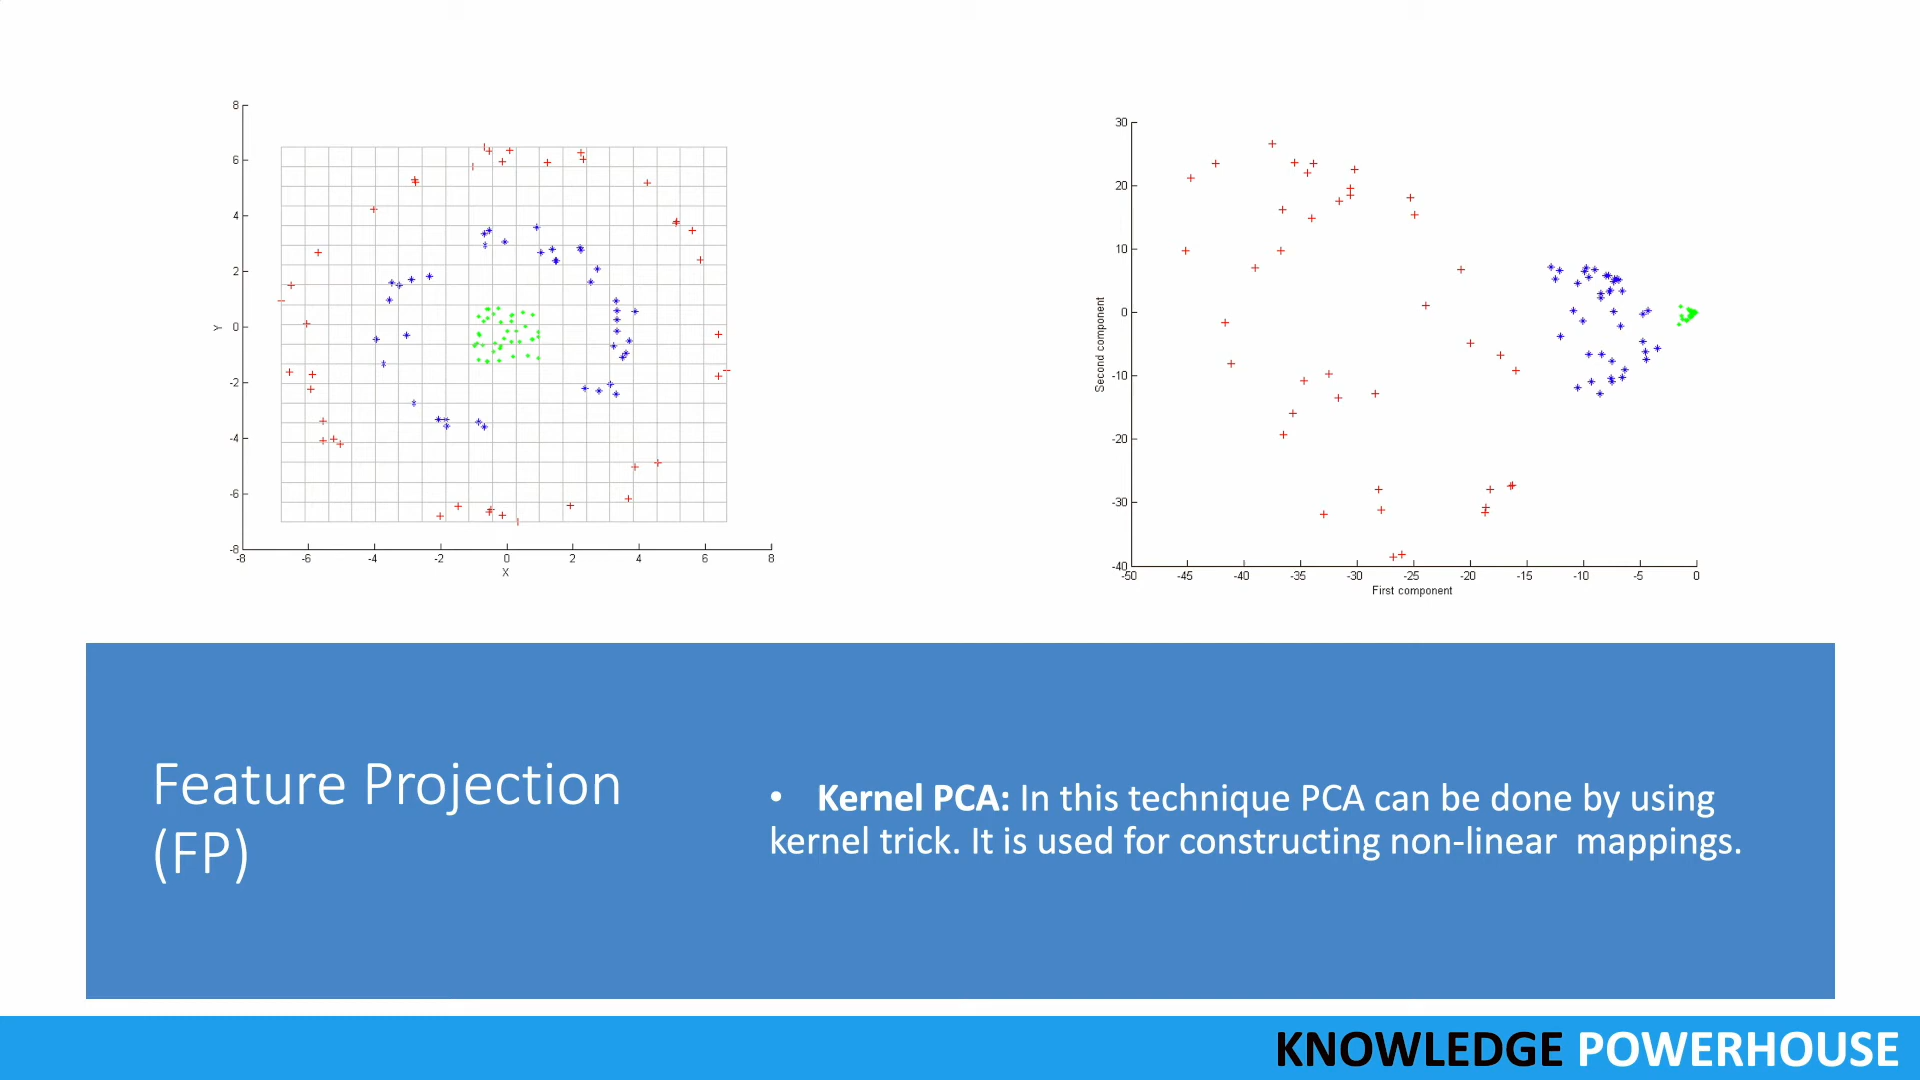 8
6
4
2
0
-2
-4
-6
-8
Y
-8 -6 -4 -2 0 2 4 6 8
X
30
20
10
0
-10
-20
-30
-40
Second component
-50 -45 -40 -35 -30 -25 -20 -15 -10 -5 0
First component
Feature Projection
(FP)
• Kernel PCA: In this technique PCA can be done by using
kernel trick. It is used for constructing non-linear mappings.
KNOWLEDGE POWERHOUSE